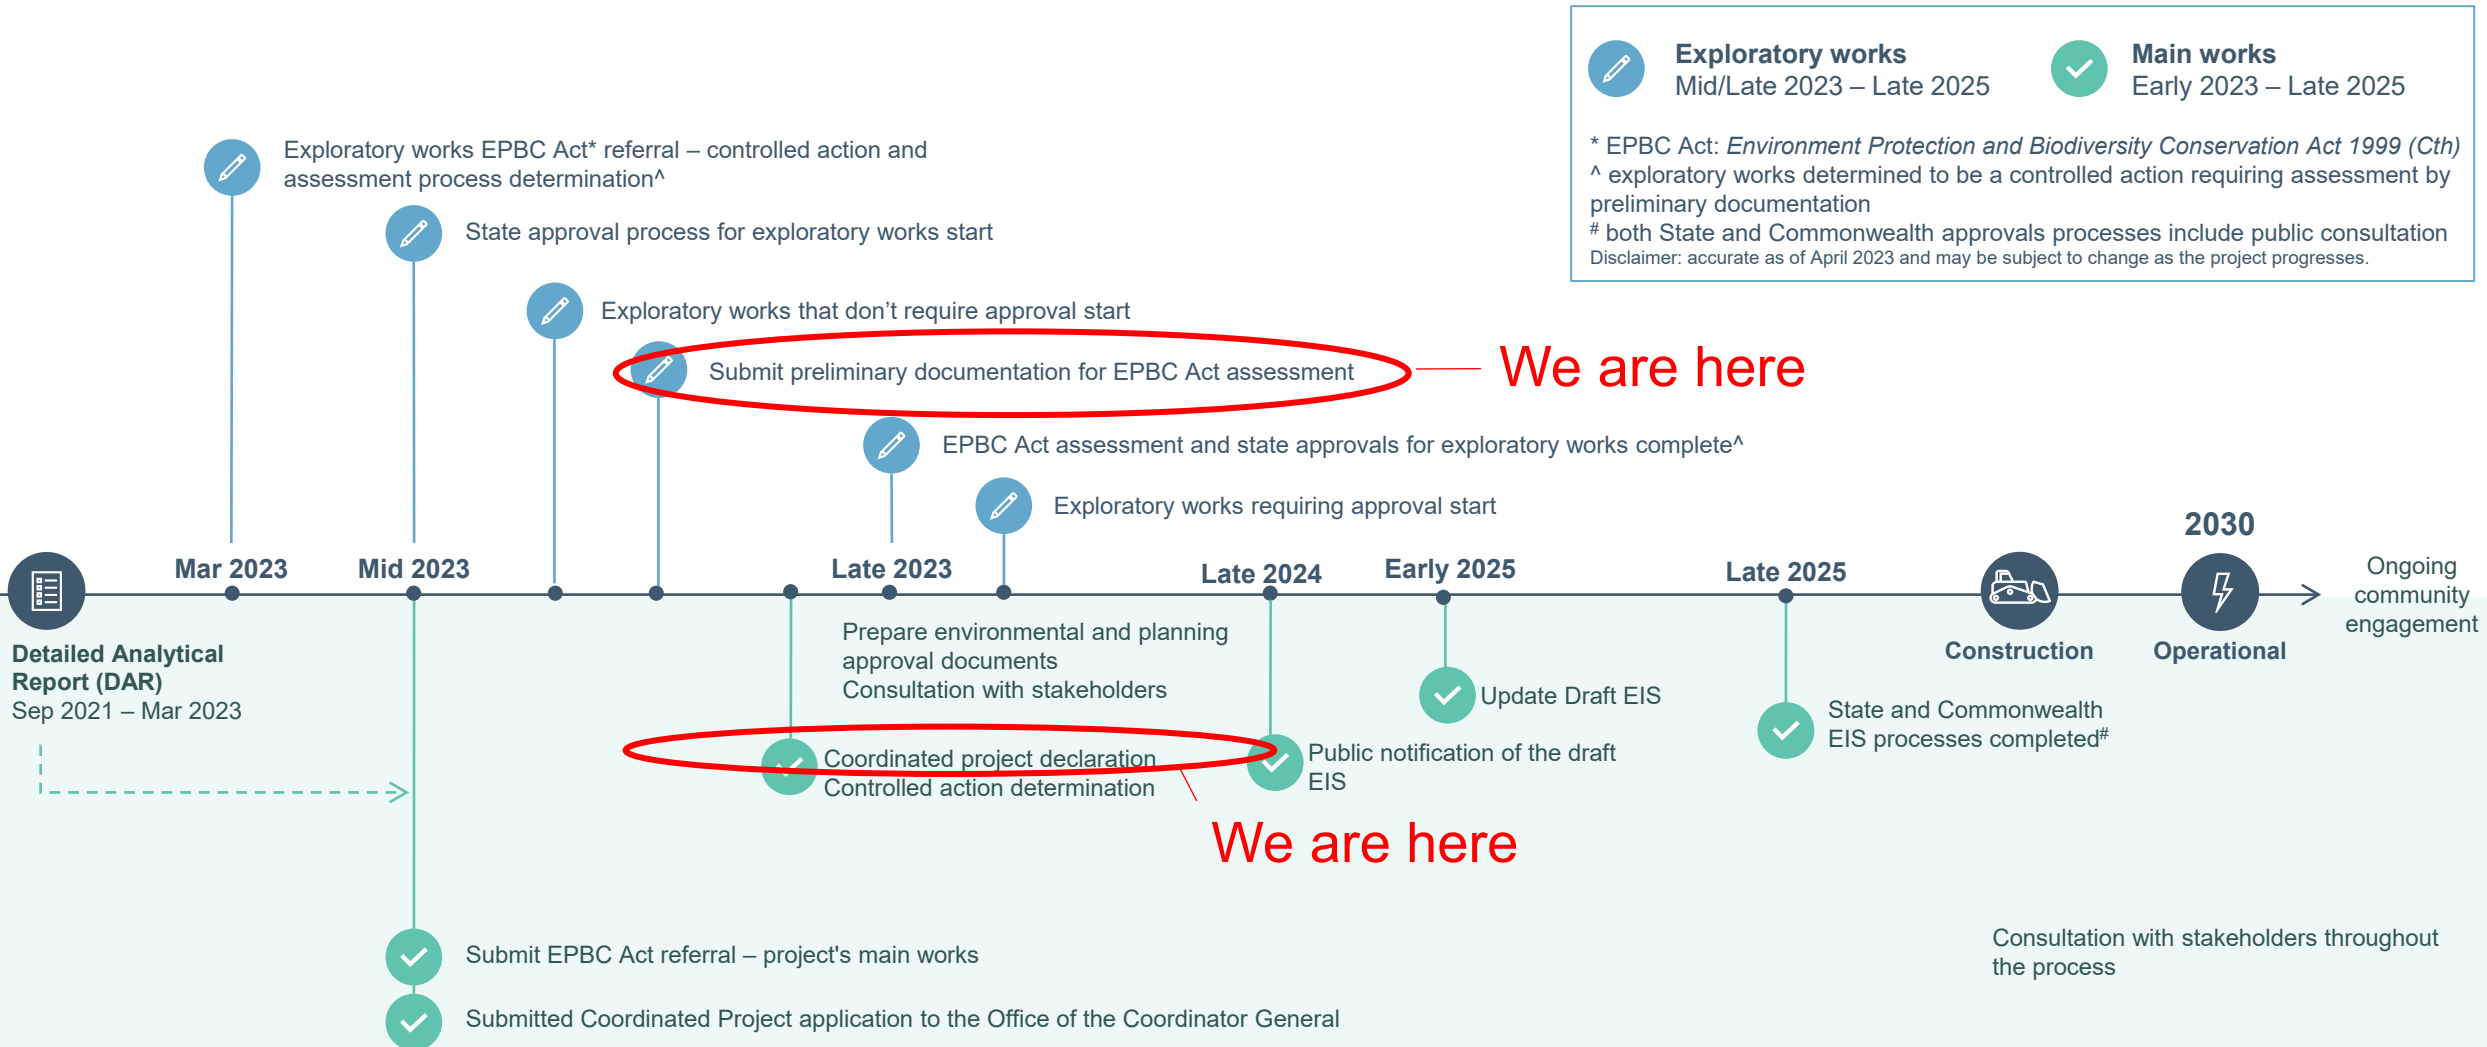 Exploratory works
Mid/Late 2023 – Late 2025
Main works
Early 2023 – Late 2025
* EPBC Act: Environment Protection and Biodiversity Conservation Act 1999 (Cth)
^ exploratory works determined to be a controlled action requiring assessment by
preliminary documentation
# both State and Commonwealth approvals processes include public consultation
Disclaimer: accurate as of April 2023 and may be subject to change as the project progresses.
Exploratory works EPBC Act* referral – controlled action and
assessment process determination^
State approval process for exploratory works start
Exploratory works that don’t require approval start
Submit preliminary documentation for EPBC Act assessment
We are here
EPBC Act assessment and state approvals for exploratory works complete^
Exploratory works requiring approval start
Mar 2023
Mid 2023
Late 2023
Late 2024
Early 2025
Late 2025
2030
Ongoing
community
engagement
Detailed Analytical
Report (DAR)
Sep 2021 – Mar 2023
Prepare environmental and planning
approval documents
Consultation with stakeholders
Construction
Operational
Coordinated project declaration
Controlled action determination
We are here
Public notification of the draft
EIS
Update Draft EIS
State and Commonwealth
EIS processes completed#
Submit EPBC Act referral – project's main works
Submitted Coordinated Project application to the Office of the Coordinator General
Consultation with stakeholders throughout
the process